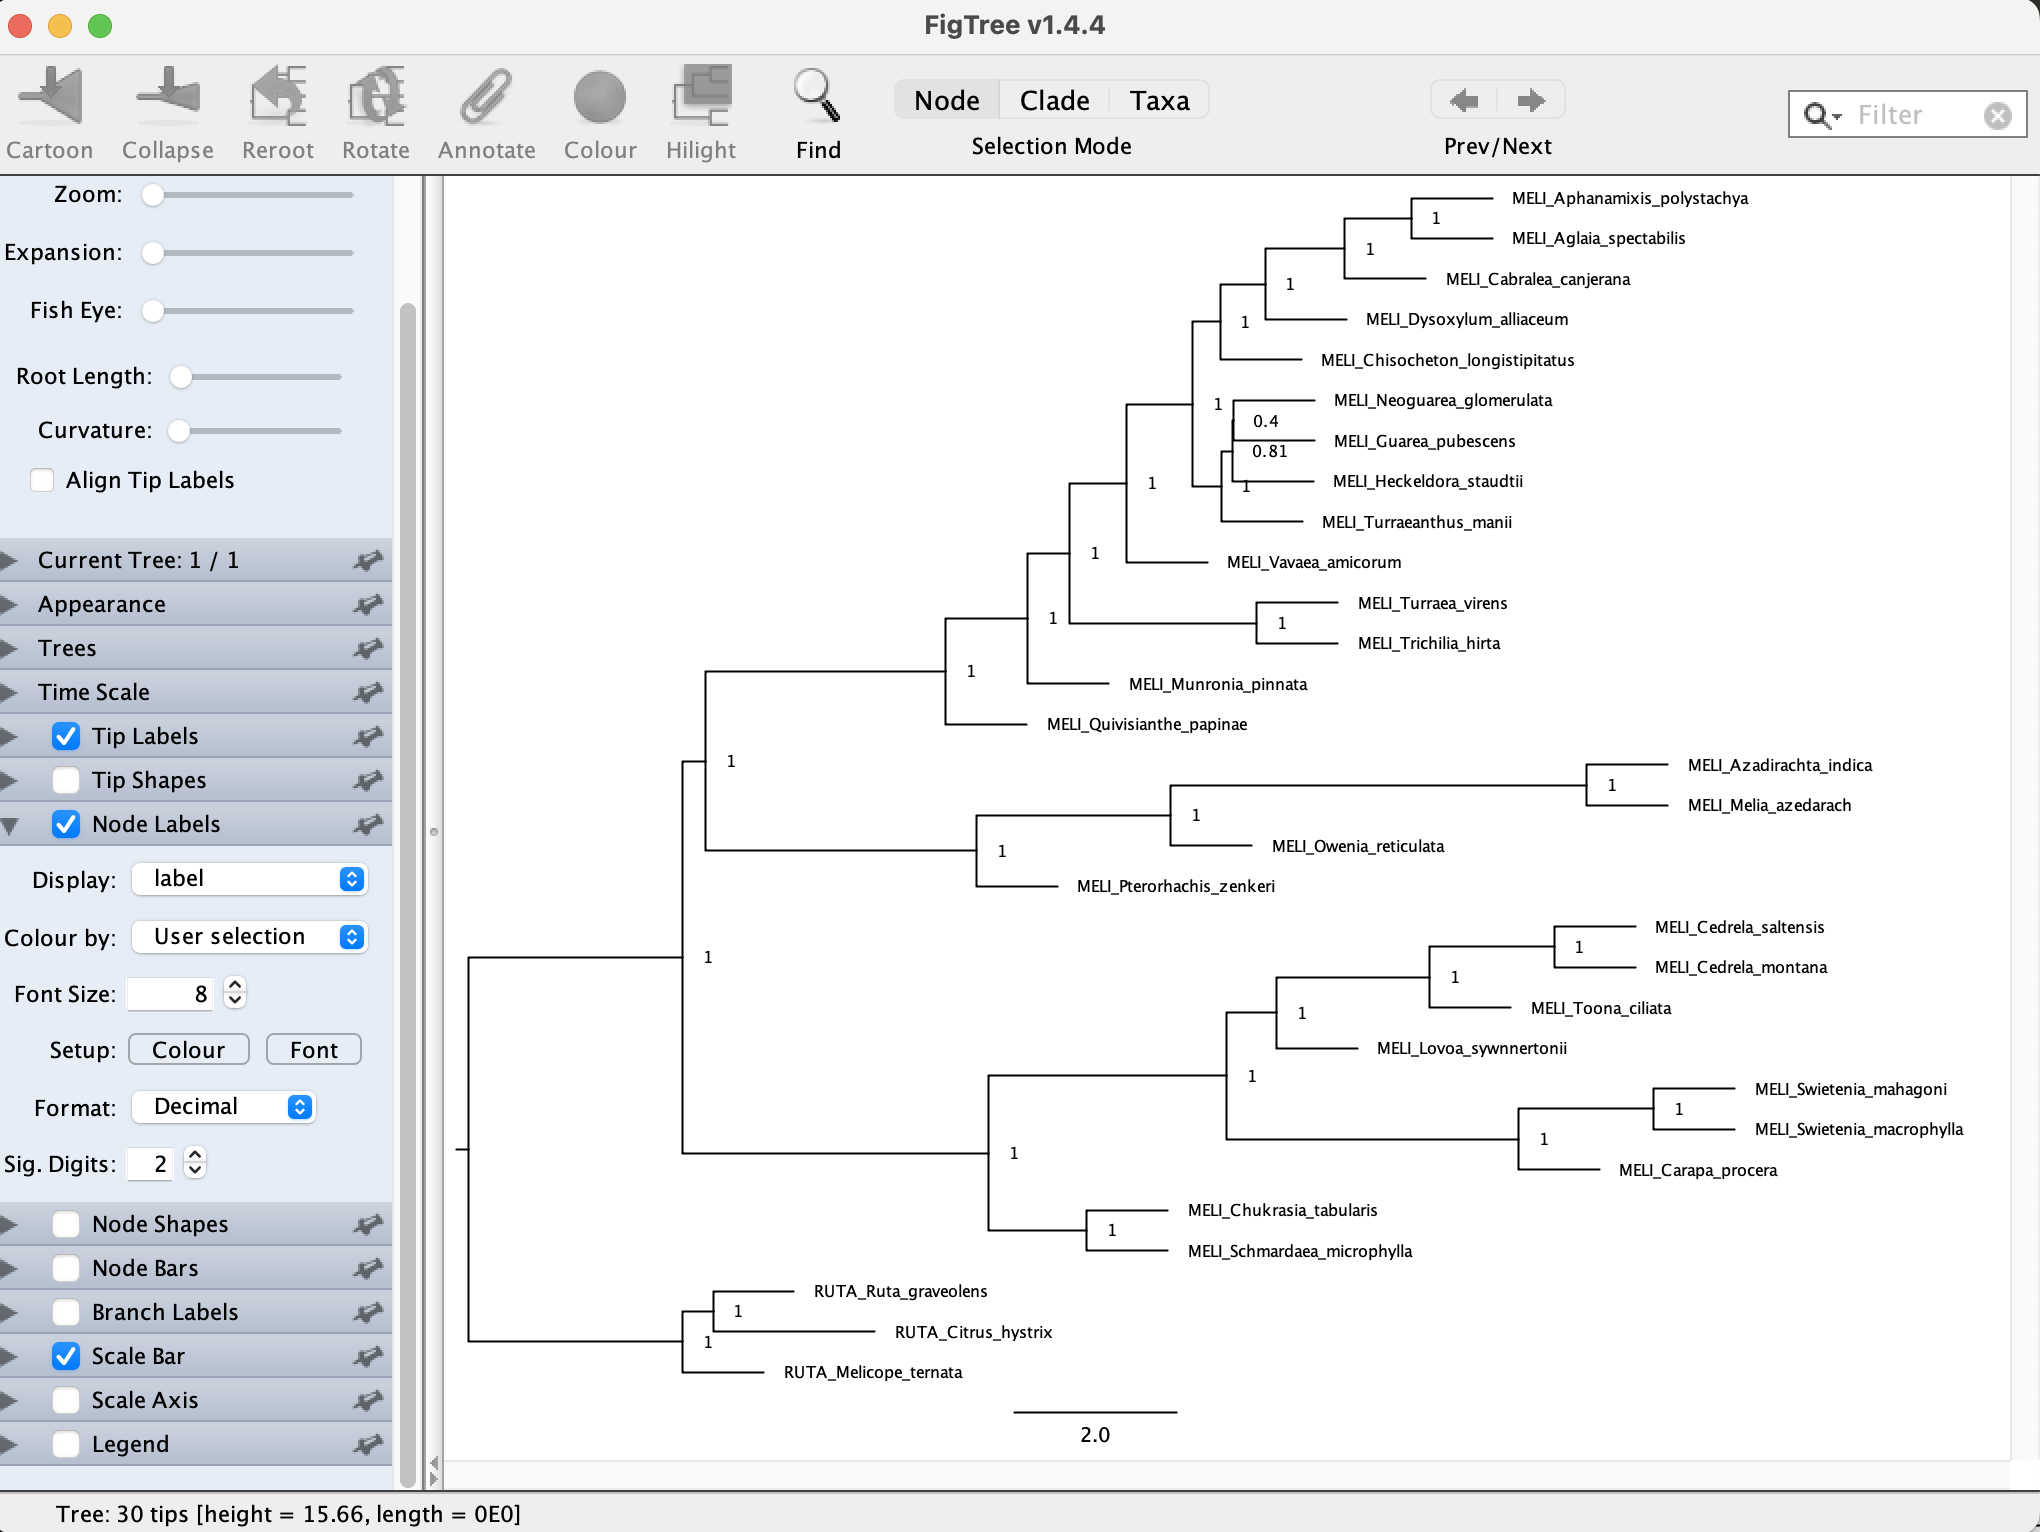 FigTree v1.4.4
Cartoon Collapse Reroot Rotate Annotate Colour Hilight Find
Node Clade Taxa
Selection Mode
Prev/Next
Filter
Zoom:
Expansion:
Fish Eye:
Root Length:
Curvature:
Align Tip Labels
Current Tree: 1 / 1
Appearance
Trees
Time Scale
Tip Labels
Tip Shapes
Node Labels
Display: label
Colour by: User selection
Font Size: 8
Setup: Colour Font
Format: Decimal
Sig. Digits: 2
Node Shapes
Node Bars
Branch Labels
Scale Bar
Scale Axis
Legend
MELI_Aphanamixis_polystachya
1
MELI_Aglaia_spectabilis
1
MELI_Cabralea_canjerana
1
MELI_Dysoxylum_alliaceum
1
MELI_Chisocheton_longistipitatus
MELI_Neoguarea_glomerulata
1
0.4
MELI_Guarea_pubescens
0.81
MELI_Heckeldora_staudtii
1
1
MELI_Turraeanthus_manii
1
MELI_Vavaea_amicorum
MELI_Turraea_virens
1
1
MELI_Trichilia_hirta
1
MELI_Munronia_pinnata
MELI_Quivisianthe_papinae
1
MELI_Azadirachta_indica
1
MELI_Melia_azedarach
1
MELI_Owenia_reticulata
1
MELI_Pterorhachis_zenkeri
MELI_Cedrela_saltensis
1
1
MELI_Cedrela_montana
1
MELI_Toona_ciliata
1
MELI_Lovoa_sywnnertonii
1
MELI_Swietenia_mahagoni
1
MELI_Swietenia_macrophylla
1
1
MELI_Carapa_procera
MELI_Chukrasia_tabularis
1
MELI_Schmardaea_microphylla
RUTA_Ruta_graveolens
1
RUTA_Citrus_hystrix
1
RUTA_Melicope_ternata
2.0
Tree: 30 tips [height = 15.66, length = 0E0]